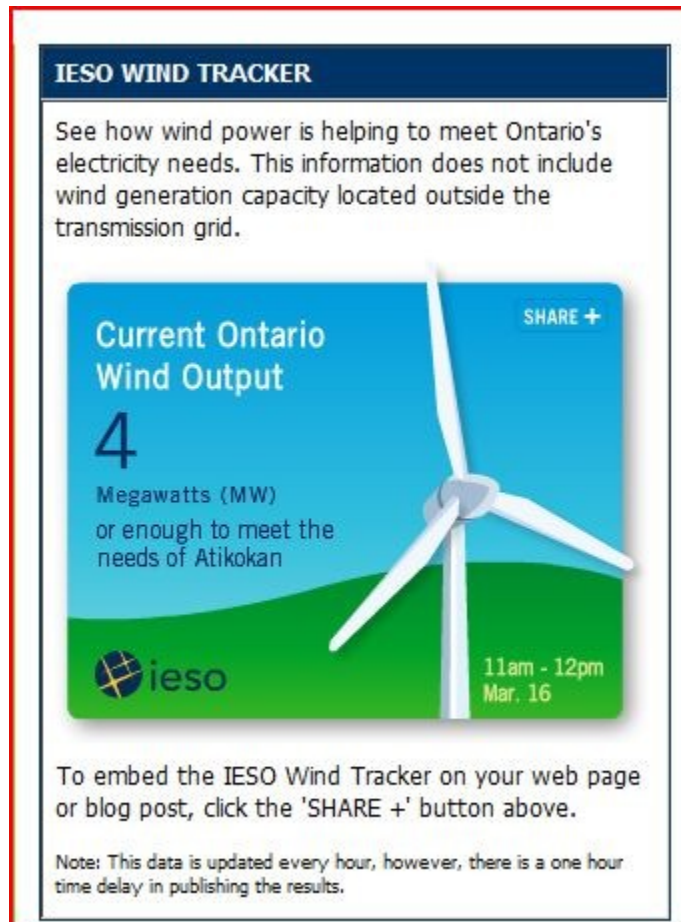 IESO WIND TRACKER
See how wind power is helping to meet Ontario's
electricity needs. This information does not include
wind generation capacity located outside the
transmission grid.
SHARE +
Current Ontario
Wind Output
4
Megawatts (MW)
or enough to meet the
needs of Atikokan
ieso
11am - 12pm
Mar. 16
To embed the IESO Wind Tracker on your web page
or blog post, click the 'SHARE +' button above.
Note: This data is updated every hour, however, there is a one hour
time delay in publishing the results.